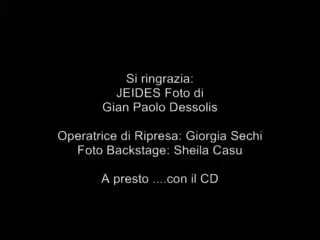 Si ringrazia:
JEIDES Foto di
Gian Paolo Dessolis
Operatrice di Ripresa: Giorgia Sechi
Foto Backstage: Sheila Casu
A presto ....con il CD